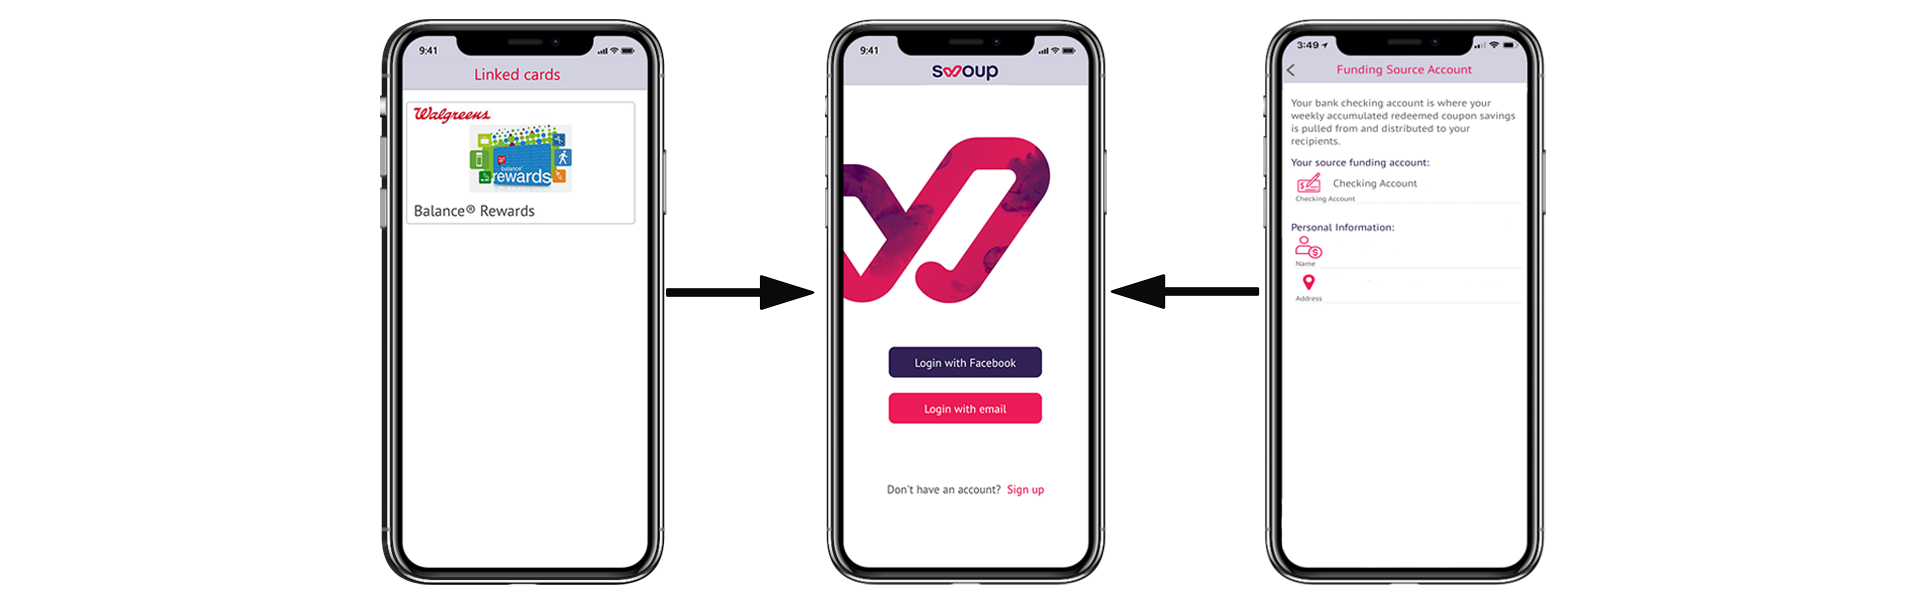 9:41
Linked cards
Walgreens
balance®
rewards
Balance® Rewards
9:41
swoup
Login with Facebook
Login with email
Don't have an account? Sign up
3:49
Funding Source Account
Your bank checking account is where your
weekly accumulated redeemed coupon savings
is pulled from and distributed to your
recipients.
Your source funding account:
Checking Account
Checking Account
Personal Information:
Name
Address